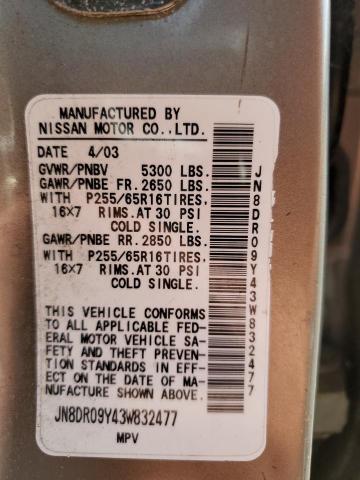 MANUFACTURED BY
NISSAN MOTOR CO., LTD.
DATE 4/03
GVWR/PNBV 5300 LBS.
GAWR/PNBE FR. 2650 LBS.
WITH P255/65R16TIRES,
16X7 RIMS. AT 30 PSI
COLD SINGLE.
GAWR/PNBE RR. 2850 LBS.
WITH P255/65R16TIRES,
16X7 RIMS. AT 30 PSI
COLD SINGLE.
THIS VEHICLE CONFORMS
TO ALL APPLICABLE FED-
ERAL MOTOR VEHICLE SA-
FETY AND THEFT PREVEN-
TION STANDARDS IN EFF-
ECT ON THE DATE OF MA-
NUFACTURE SHOWN ABOVE.
JN8DR09Y43W832477
MPV
JN8DR09Y43W832477